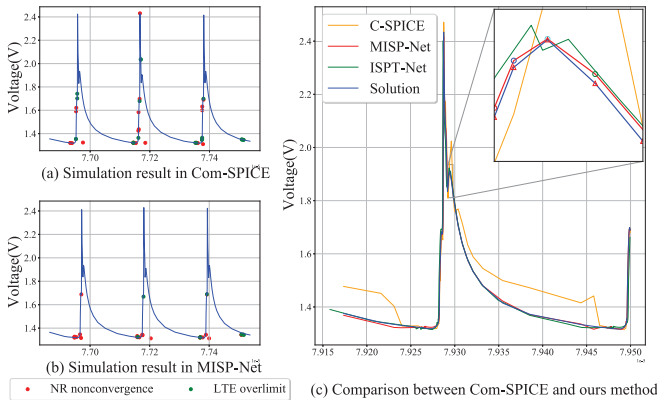 2.4
2.2
2.0
1.8
1.6
1.4
Voltage(V)
7.70
7.72
7.74
(a) Simulation result in Com-SPICE
2.4
2.2
2.0
1.8
1.6
1.4
Voltage(V)
7.70
7.72
7.74
(b) Simulation result in MISP-Net
NR nonconvergence
LTE overlimit
C-SPICE
MISP-Net
ISPT-Net
Solution
2.4
2.2
2.0
1.8
1.6
1.4
Voltage(V)
7.915
7.920
7.925
7.930
7.935
7.940
7.945
7.950
(c) Comparison between Com-SPICE and ours method